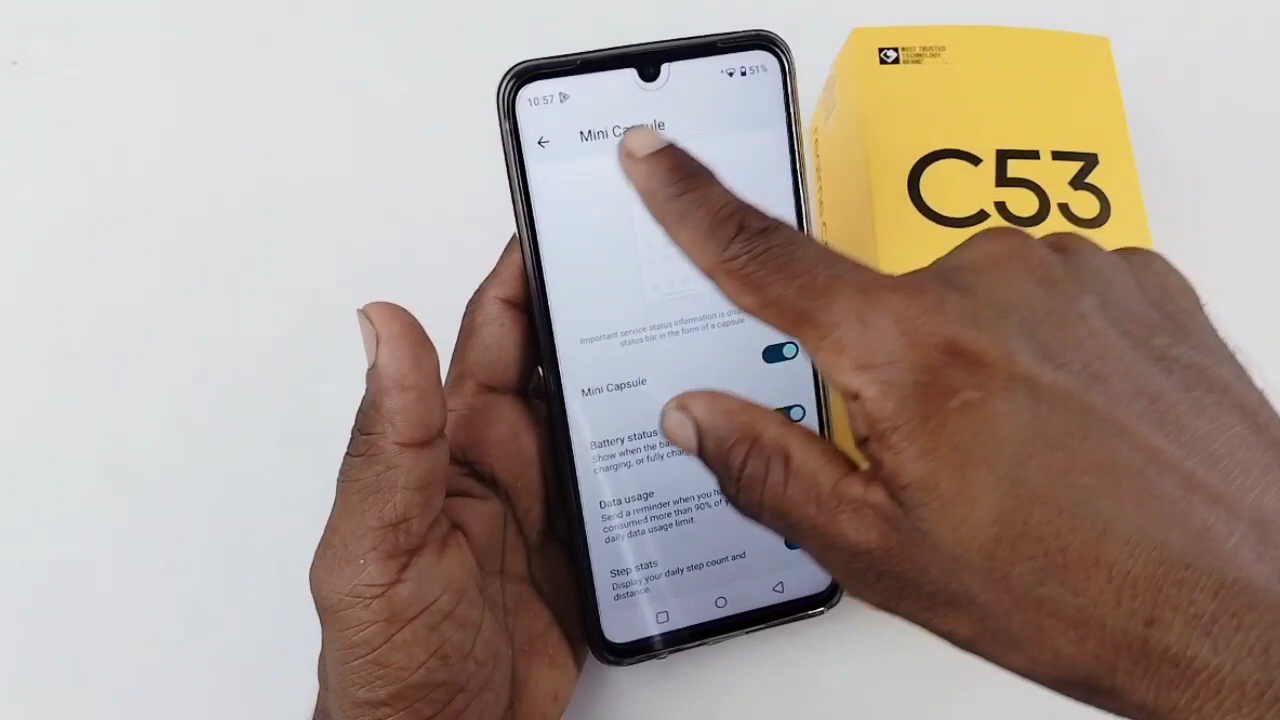 MOST TRUSTED
TECHNOLOGY
BRAND
10:57
51%
Mini Capsule
C53
Important service status information is
status bar in the form of a capsule
Mini Capsule
Battery status
Show when the
charging, or fully
Data usage
Send a reminder when you
consumed more than 90% of
daily data usage limit.
Step stats
Display your daily step count and
distance.